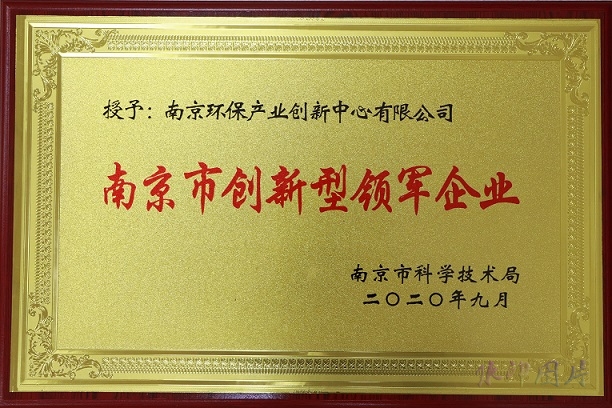 授予：南京环保产业创新中心有限公司
南京市创新型领军企业
南京市科学技术局
二〇二〇年九月